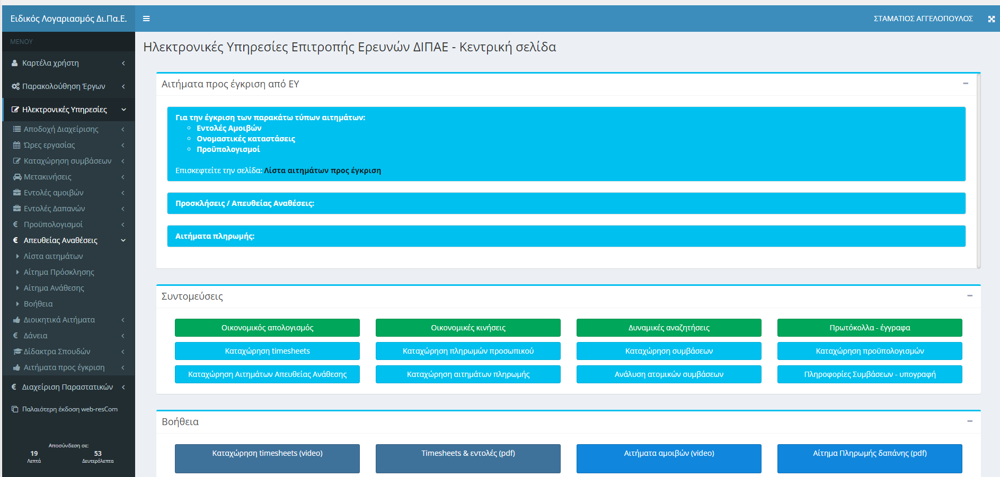 Ειδικός Λογαριασμός Δι.Πα.Ε.
ΣΤΑΜΑΤΙΟΣ ΑΓΓΕΛΟΠΟΥΛΟΣ
ΜΕΝΟΥ
Καρτέλα χρήστη
Παρακολούθηση Έργων
Ηλεκτρονικές Υπηρεσίες
Αποδοχή Διαχείρισης
Ώρες εργασίας
Καταχώρηση συμβάσεων
Μετακινήσεις
Εντολές αμοιβών
Εντολές Δαπανών
€ Προϋπολογισμοί
€ Απευθείας Αναθέσεις
Λίστα αιτημάτων
Αίτημα Πρόσκλησης
Αίτημα Ανάθεσης
Βοήθεια
Διοικητικά Αιτήματα
€ Δάνεια
Δίδακτρα Σπουδών
Αιτήματα προς έγκριση
€ Διαχείριση Παραστατικών
Παλαιότερη έκδοση web-resCom
Αποσύνδεση σε:
19 53
Λεπτά Δευτερόλεπτα
Ηλεκτρονικές Υπηρεσίες Επιτροπής Ερευνών ΔΙΠΑΕ - Κεντρική σελίδα
Αιτήματα προς έγκριση από ΕΥ
Για την έγκριση των παρακάτω τύπων αιτημάτων:
Εντολές Αμοιβών
Ονομαστικές καταστάσεις
Προϋπολογισμοί
Επισκεφτείτε την σελίδα: Λίστα αιτημάτων προς έγκριση
Προσκλήσεις / Απευθείας Αναθέσεις:
Αιτήματα πληρωμής:
Συντομεύσεις
Οικονομικός απολογισμός
Οικονομικές κινήσεις
Δυναμικές αναζητήσεις
Πρωτόκολλα - έγγραφα
Καταχώρηση timesheets
Καταχώρηση πληρωμών προσωπικού
Καταχώρηση συμβάσεων
Καταχώρηση προϋπολογισμών
Καταχώρηση Αιτημάτων Απευθείας Ανάθεσης
Καταχώρηση αιτημάτων πληρωμής
Ανάλυση ατομικών συμβάσεων
Πληροφορίες Συμβάσεων - υπογραφή
Βοήθεια
Καταχώρηση timesheets (video)
Timesheets & εντολές (pdf)
Αιτήματα αμοιβών (video)
Αίτημα Πληρωμής δαπάνης (pdf)